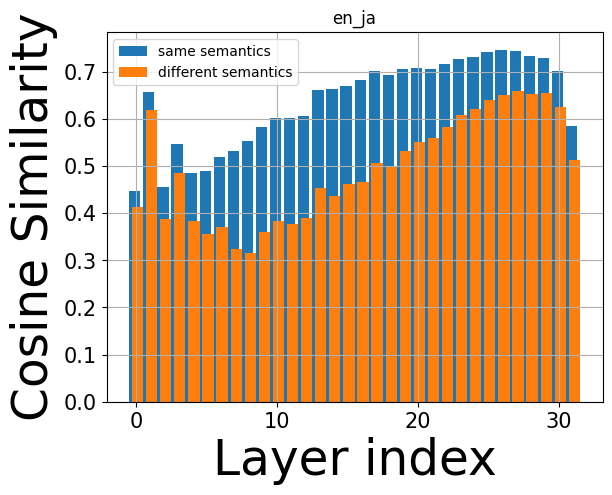 en_ja
same semantics
different semantics
Cosine Similarity
0.7
0.6
0.5
0.4
0.3
0.2
0.1
0.0
0 10 20 30
Layer index